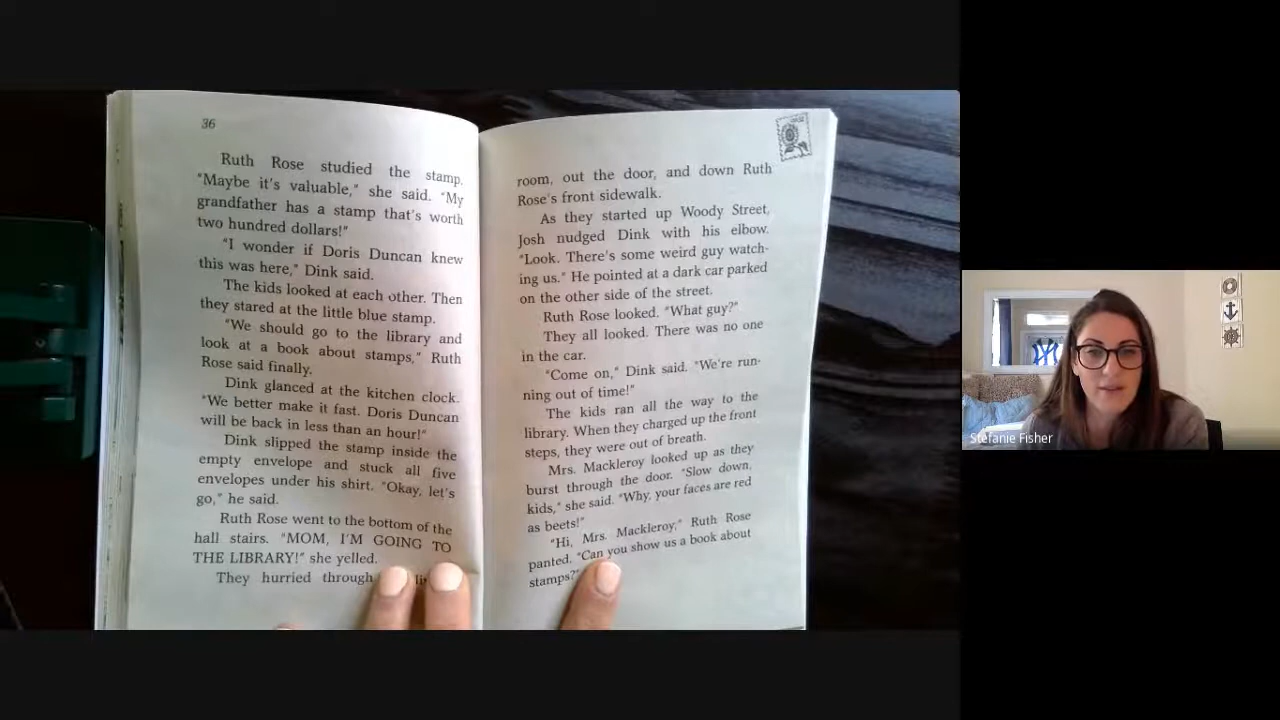 36
Ruth Rose studied the stamp.
"Maybe it's valuable," she said. "My
grandfather has a stamp that's worth
two hundred dollars!"
"I wonder if Doris Duncan knew
this was here," Dink said.
The kids looked at each other. Then
they stared at the little blue stamp.
"We should go to the library and
look at a book about stamps," Ruth
Rose said finally.
Dink glanced at the kitchen clock.
"We better make it fast. Doris Duncan
will be back in less than an hour!"
Dink slipped the stamp inside the
empty envelope and stuck all five
envelopes under his shirt. "Okay, let's
go," he said.
Ruth Rose went to the bottom of the
hall stairs. "MOM, I'M GOING TO
THE LIBRARY!" she yelled.
They hurried through
room, out the door, and down Ruth
Rose's front sidewalk.
As they started up Woody Street,
Josh nudged Dink with his elbow.
"Look. There's some weird guy watch-
ing us." He pointed at a dark car parked
on the other side of the street.
Ruth Rose looked. "What guy?"
They all looked. There was no one
in the car.
"Come on," Dink said. "We're run-
ning out of time!"
The kids ran all the way to the
library. When they charged up the front
steps, they were out of breath.
Mrs. Mackleroy looked up as they
burst through the door. "Slow down,
kids," she said. "Why, your faces are red
as beets!"
"Hi, Mrs. Mackleroy," Ruth Rose
panted. "Can you show us a book about
stamps?"
Stefanie Fisher